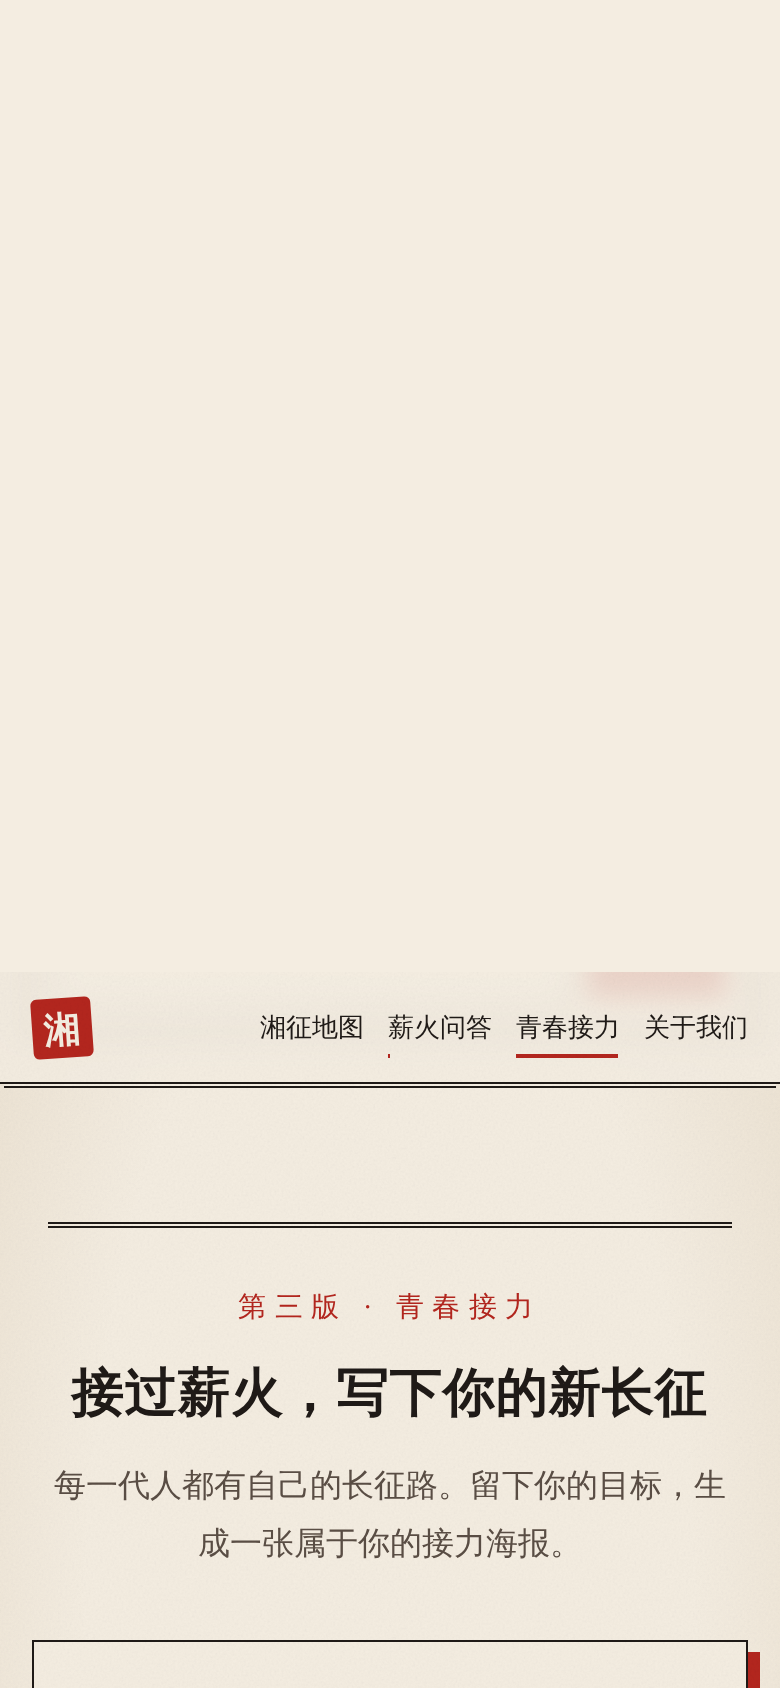 湘
湘征地图 薪火问答 青春接力 关于我们
第三版 · 青春接力
接过薪火，写下你的新长征
每一代人都有自己的长征路。留下你的目标，生
成一张属于你的接力海报。